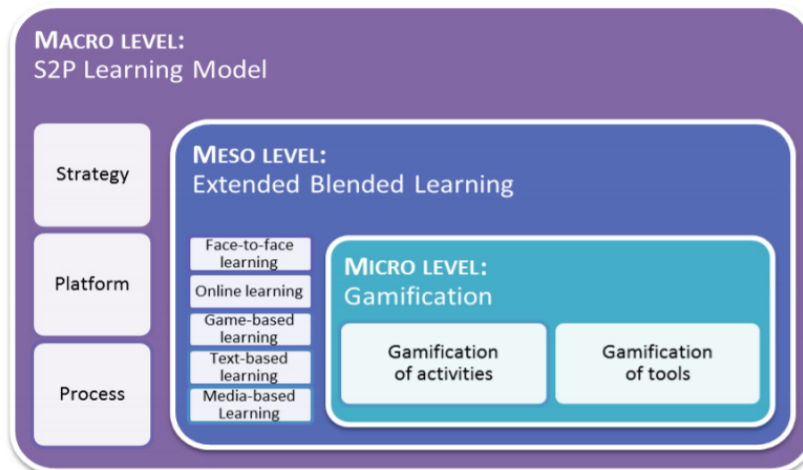 MACRO LEVEL:
S2P Learning Model
Strategy
Platform
Process
MESO LEVEL:
Extended Blended Learning
Face-to-face
learning
Online learning
Game-based
learning
Text-based
learning
Media-based
Learning
MICRO LEVEL:
Gamification
Gamification
of activities
Gamification
of tools